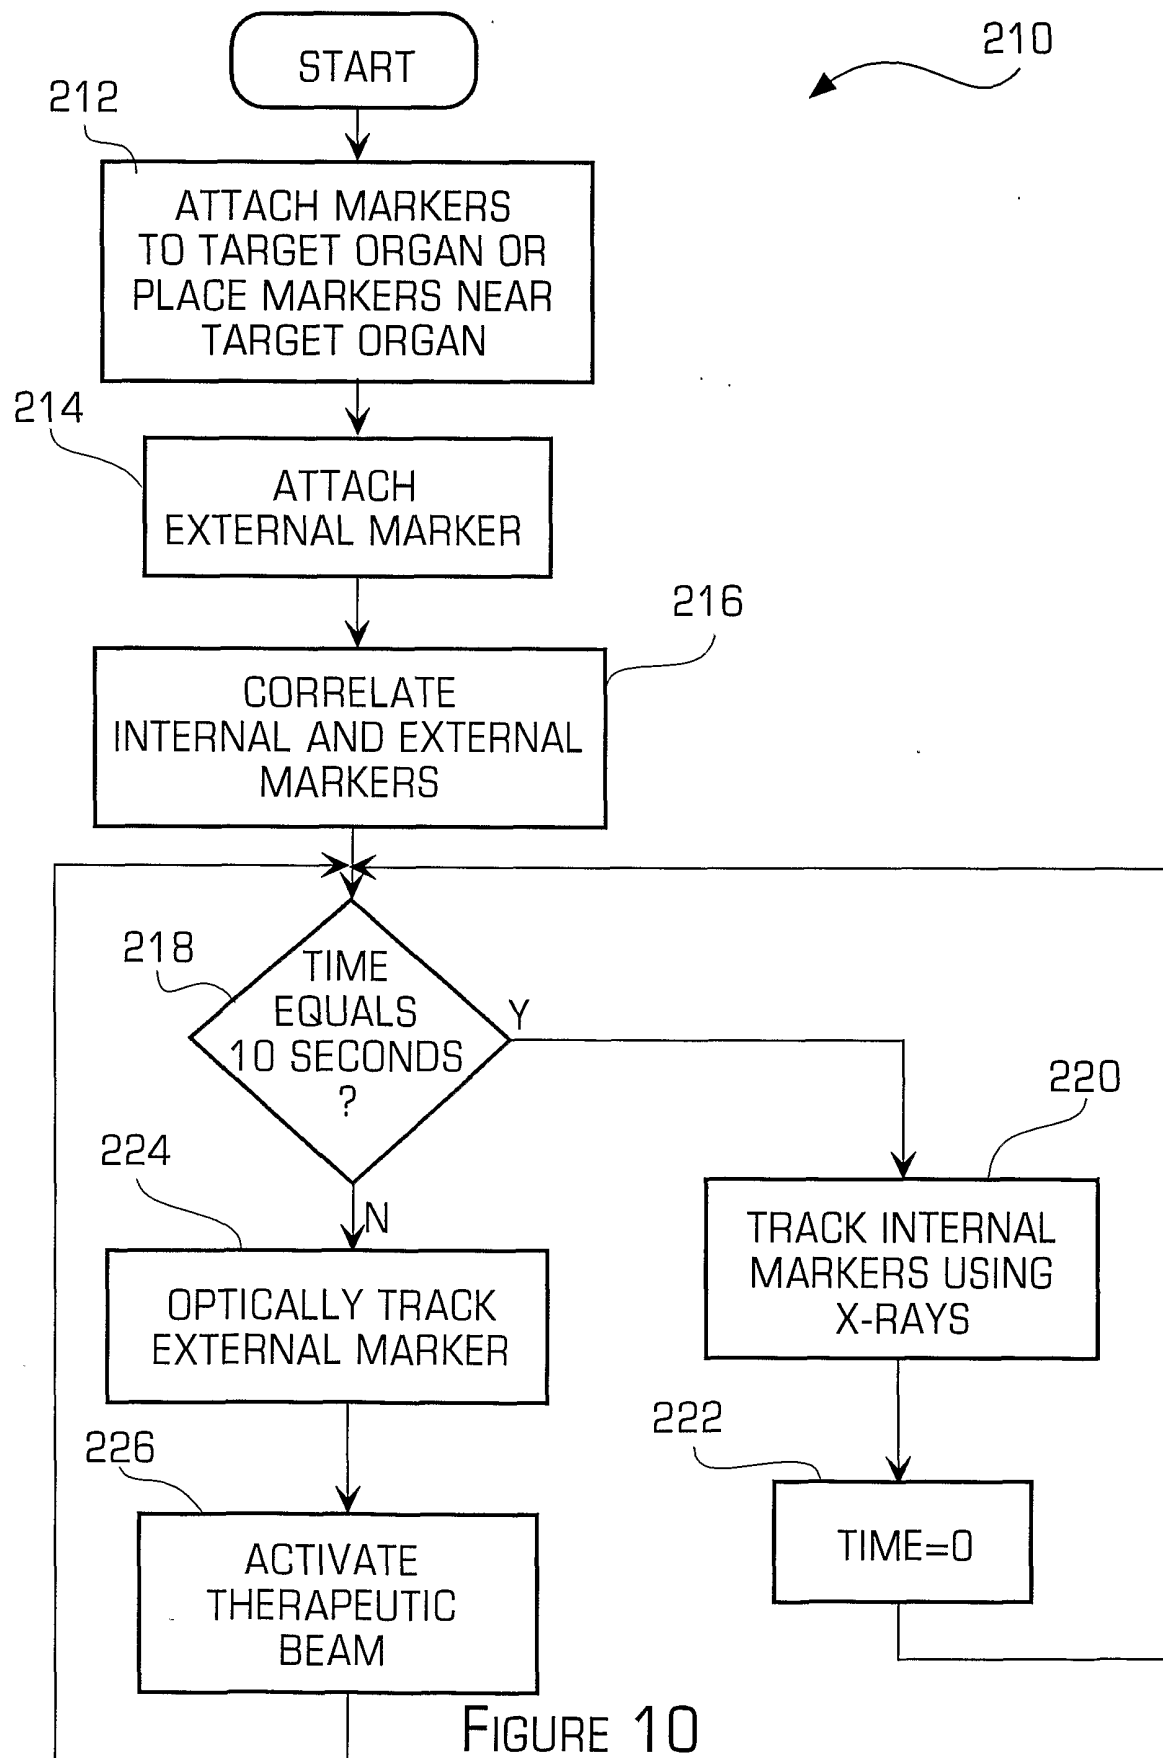 START
210
212
ATTACH MARKERS
TO TARGET ORGAN OR
PLACE MARKERS NEAR
TARGET ORGAN
214
ATTACH
EXTERNAL MARKER
216
CORRELATE
INTERNAL AND EXTERNAL
MARKERS
218
TIME
EQUALS
10 SECONDS
?
Y
N
220
TRACK INTERNAL
MARKERS USING
X-RAYS
224
OPTICALLY TRACK
EXTERNAL MARKER
222
TIME=0
226
ACTIVATE
THERAPEUTIC
BEAM
FIGURE 10